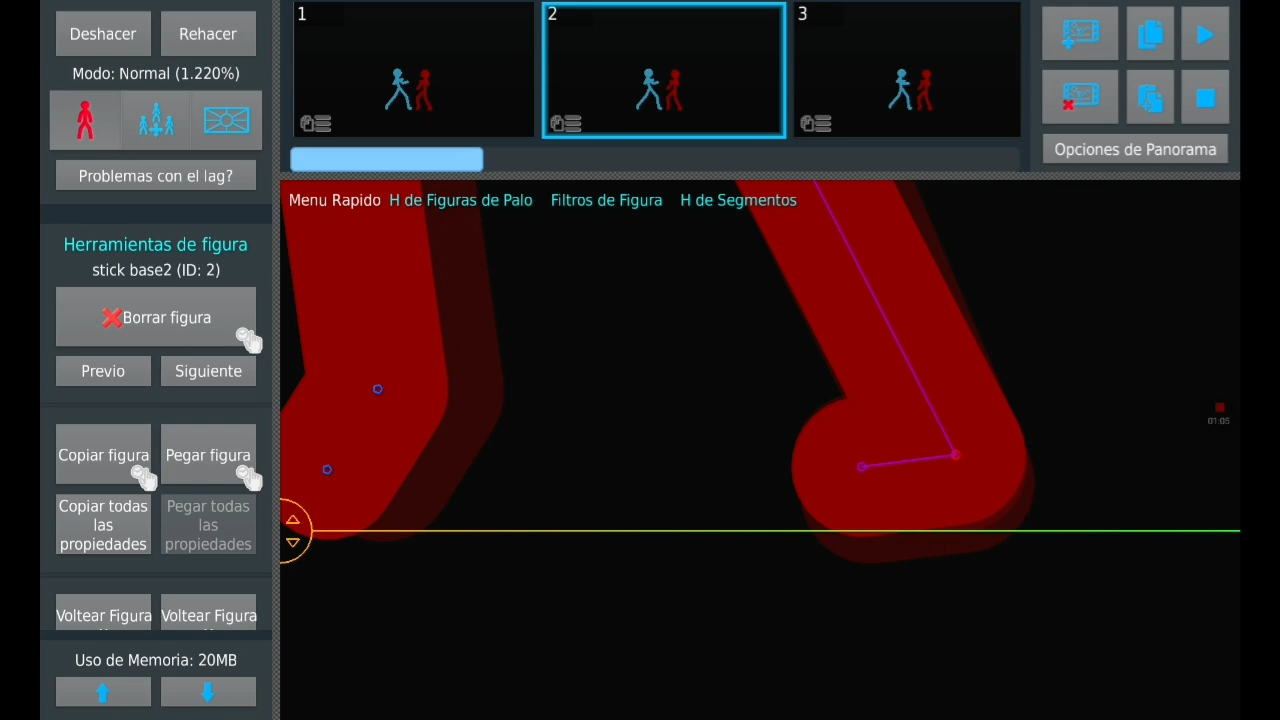 Deshacer
Rehacer
Modo: Normal (1.220%)
Problemas con el lag?
Herramientas de figura
stick base2 (ID: 2)
Borrar figura
Previo
Siguiente
Copiar figura
Pegar figura
Copiar todas
las
propiedades
Pegar todas
las
propiedades
Voltear Figura
Voltear Figura
Uso de Memoria: 20MB
1
2
3
Opciones de Panorama
Menu Rapido
H de Figuras de Palo
Filtros de Figura
H de Segmentos
01:05